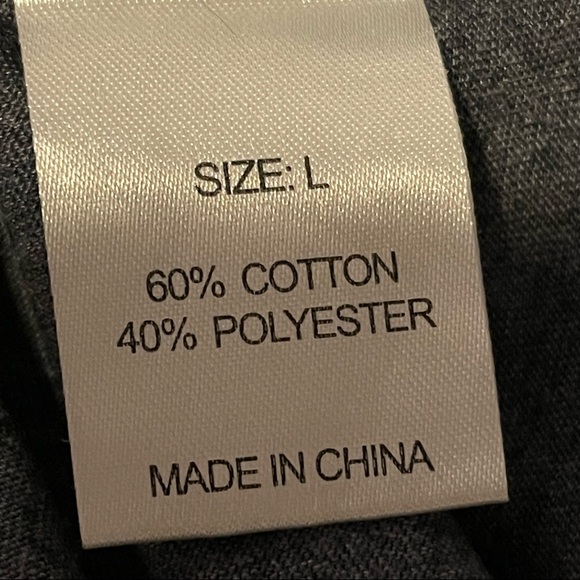 SIZE: L
60% COTTON
40% POLYESTER
MADE IN CHINA